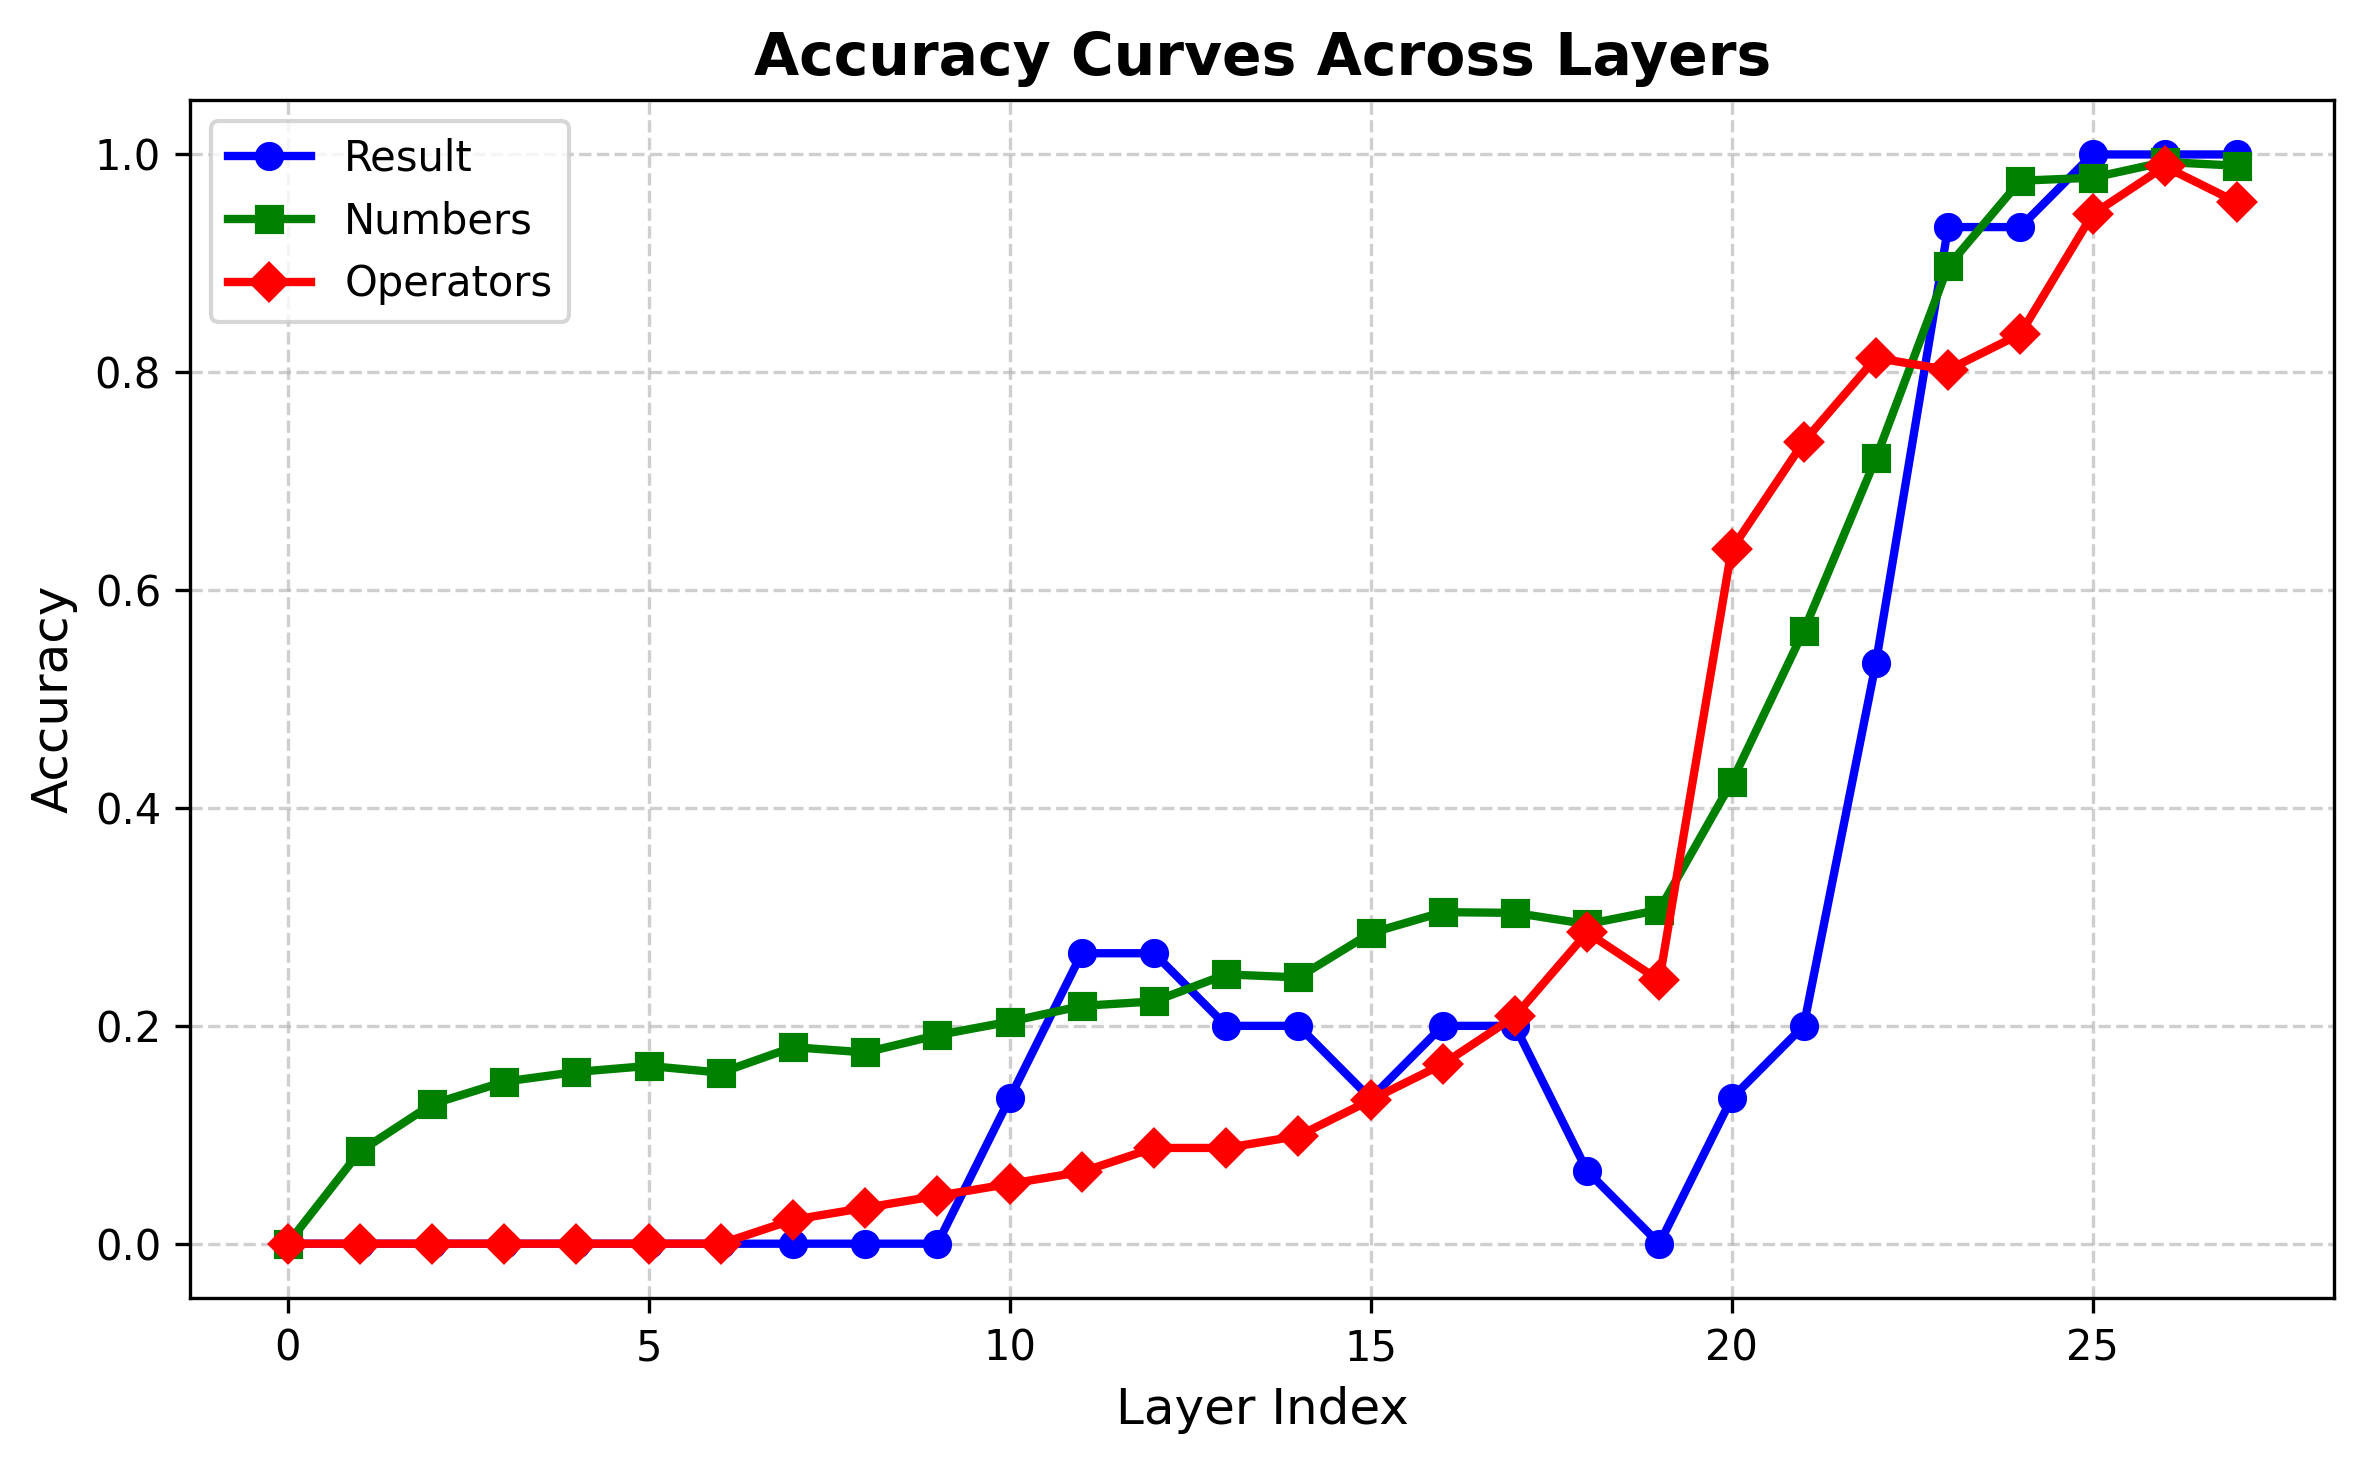 Accuracy Curves Across Layers
Result
Numbers
Operators
1.0
0.8
0.6
0.4
0.2
0.0
Accuracy
0 5 10 15 20 25
Layer Index